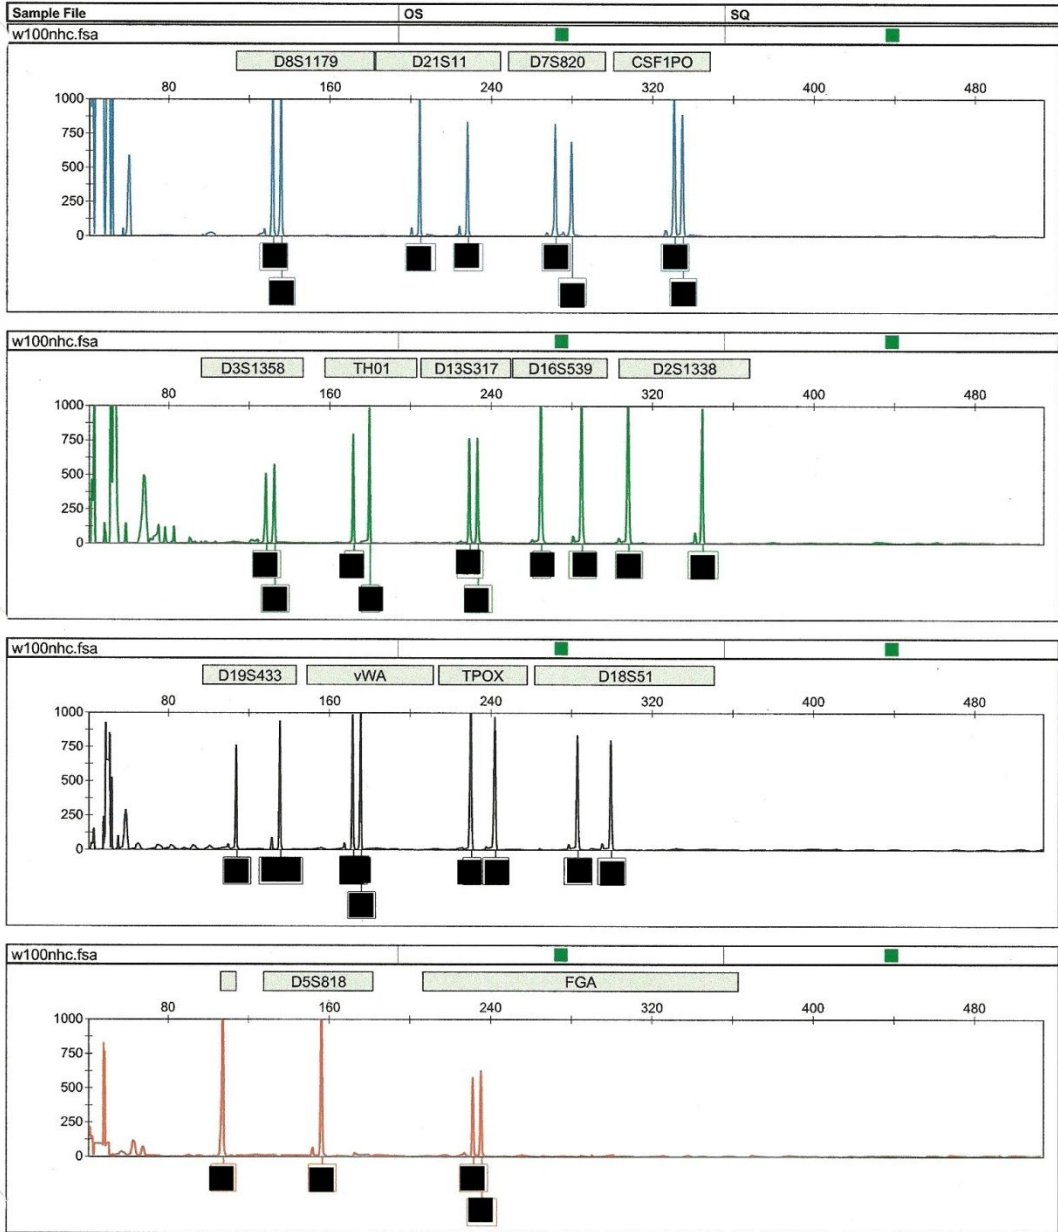 Sample File OS SQ
w100nhc.fsa
D8S1179 D21S11 D7S820 CSF1PO
80 160 240 320 400 480
1000
750
500
250
0
w100nhc.fsa
D3S1358 TH01 D13S317 D16S539 D2S1338
80 160 240 320 400 480
1000
750
500
250
0
w100nhc.fsa
D19S433 vWA TPOX D18S51
80 160 240 320 400 480
1000
750
500
250
0
w100nhc.fsa
D5S818 FGA
80 160 240 320 400 480
1000
750
500
250
0